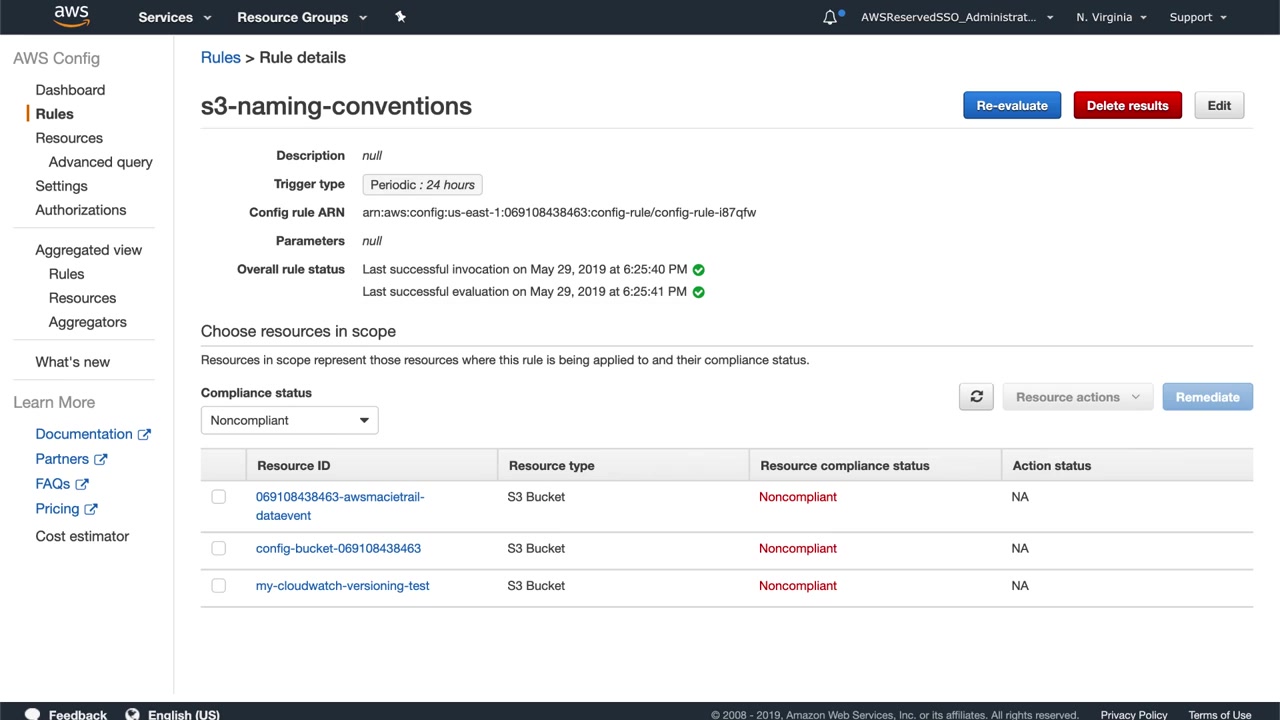 aws
Services
Resource Groups
AWSReservedSSO_Administrat...
N. Virginia
Support
AWS Config
Dashboard
Rules
Resources
Advanced query
Settings
Authorizations
Aggregated view
Rules
Resources
Aggregators
What's new
Learn More
Documentation
Partners
FAQs
Pricing
Cost estimator
Rules > Rule details
s3-naming-conventions
Re-evaluate
Delete results
Edit
Description null
Trigger type Periodic : 24 hours
Config rule ARN arn:aws:config:us-east-1:069108438463:config-rule/config-rule-i87qfw
Parameters null
Overall rule status Last successful invocation on May 29, 2019 at 6:25:40 PM
Last successful evaluation on May 29, 2019 at 6:25:41 PM
Choose resources in scope
Resources in scope represent those resources where this rule is being applied to and their compliance status.
Compliance status
Noncompliant
Resource actions
Remediate
Resource ID Resource type Resource compliance status Action status
069108438463-awsmacietrail- S3 Bucket Noncompliant NA
dataevent
config-bucket-069108438463 S3 Bucket Noncompliant NA
my-cloudwatch-versioning-test S3 Bucket Noncompliant NA
Feedback
English (US)
© 2008 - 2019, Amazon Web Services, Inc. or its affiliates. All rights reserved.
Privacy Policy
Terms of Use